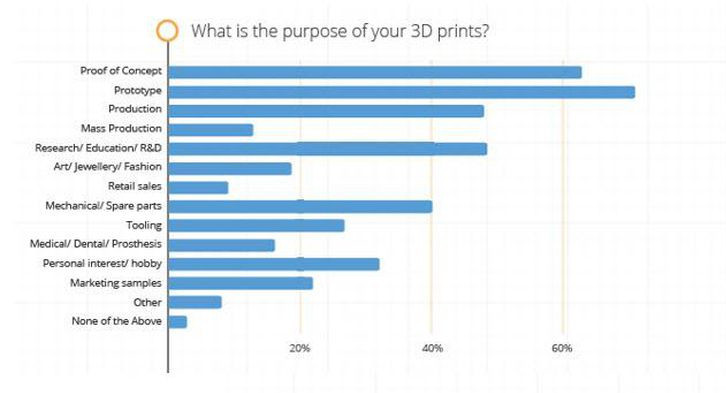 What is the purpose of your 3D prints?
Proof of Concept
Prototype
Production
Mass Production
Research/ Education/ R&D
Art/ Jewellery/ Fashion
Retail sales
Mechanical/ Spare parts
Tooling
Medical/ Dental/ Prosthesis
Personal interest/ hobby
Marketing samples
Other
None of the Above
20% 40% 60%